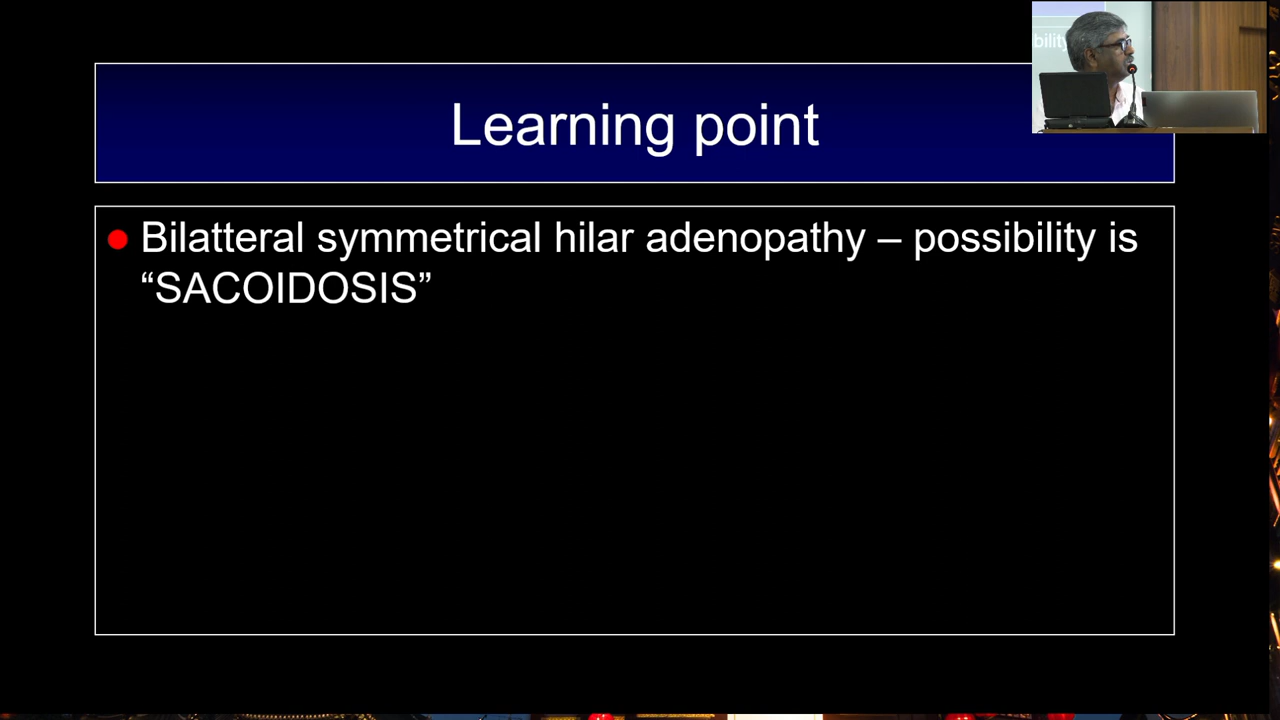 Learning point
Bilatteral symmetrical hilar adenopathy – possibility is
“SACOIDOSIS”